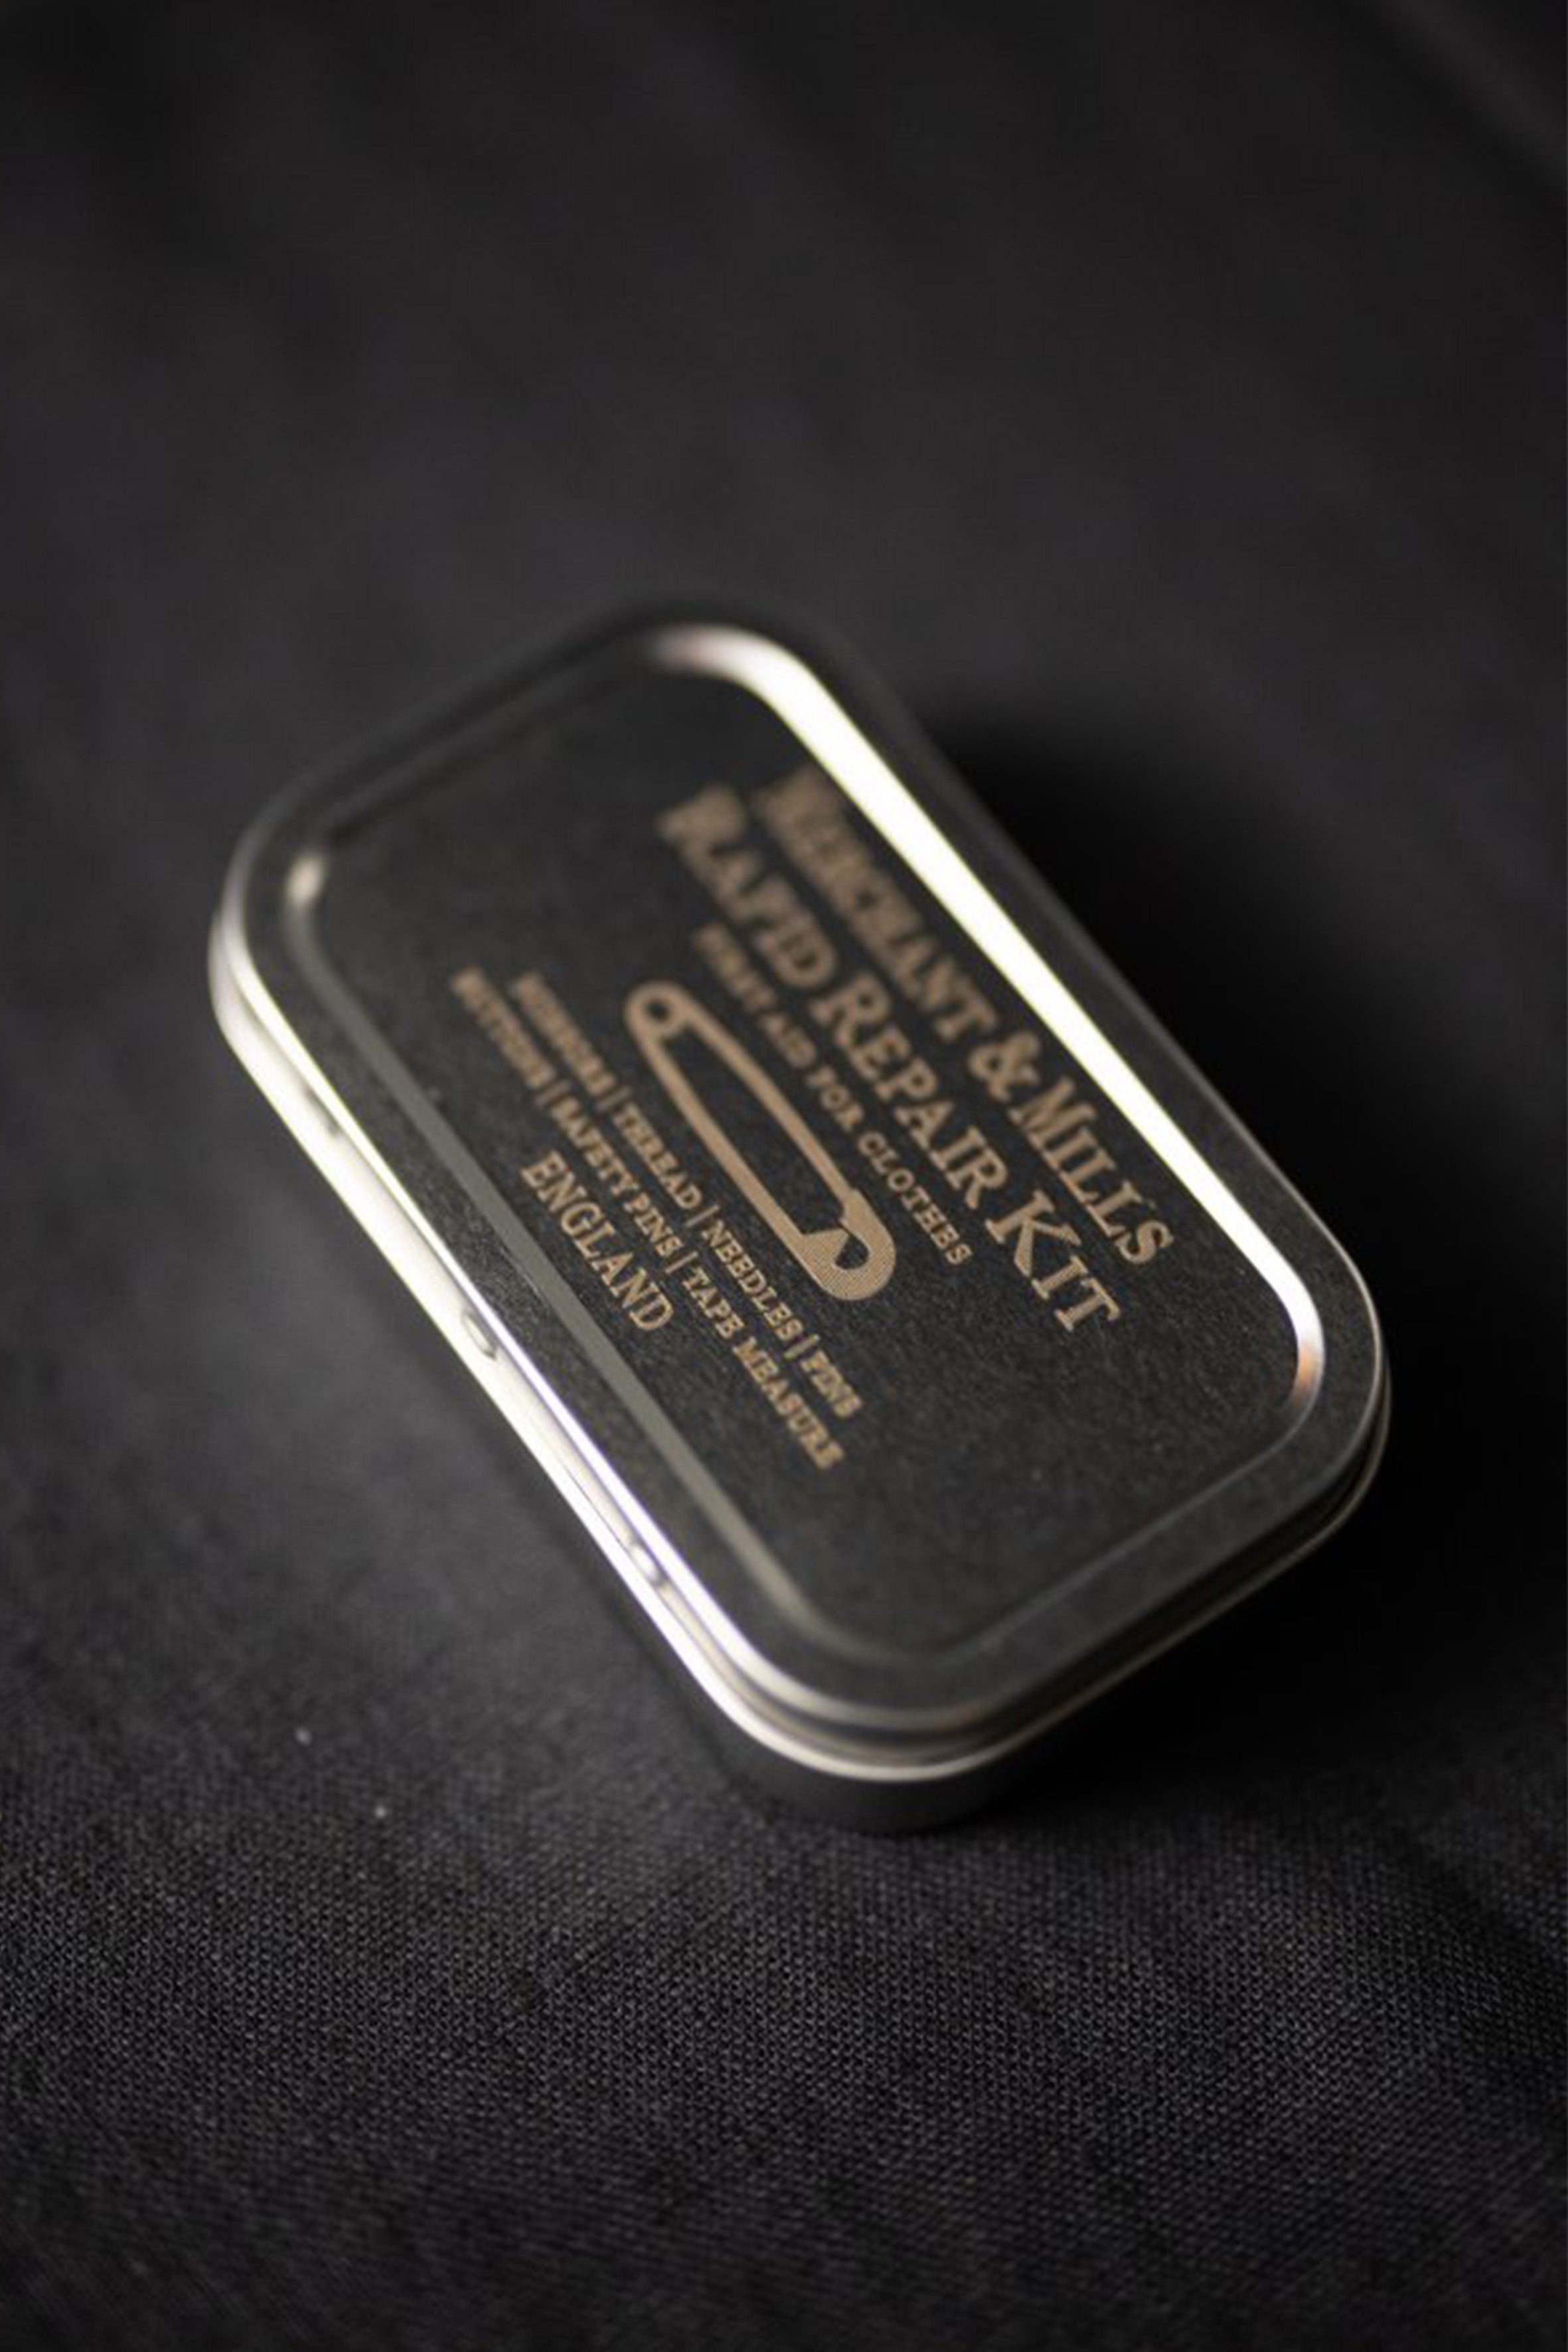 MERCHANT & MILLS
RAPID REPAIR KIT
FIRST AID FOR CLOTHES
SCISSORS | THREAD | NEEDLES | PINS
BUTTONS | SAFETY PINS | TAPE MEASURE
ENGLAND